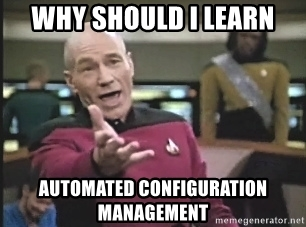 WHY SHOULD I LEARN
AUTOMATED CONFIGURATION
MANAGEMENT
memegenerator.net